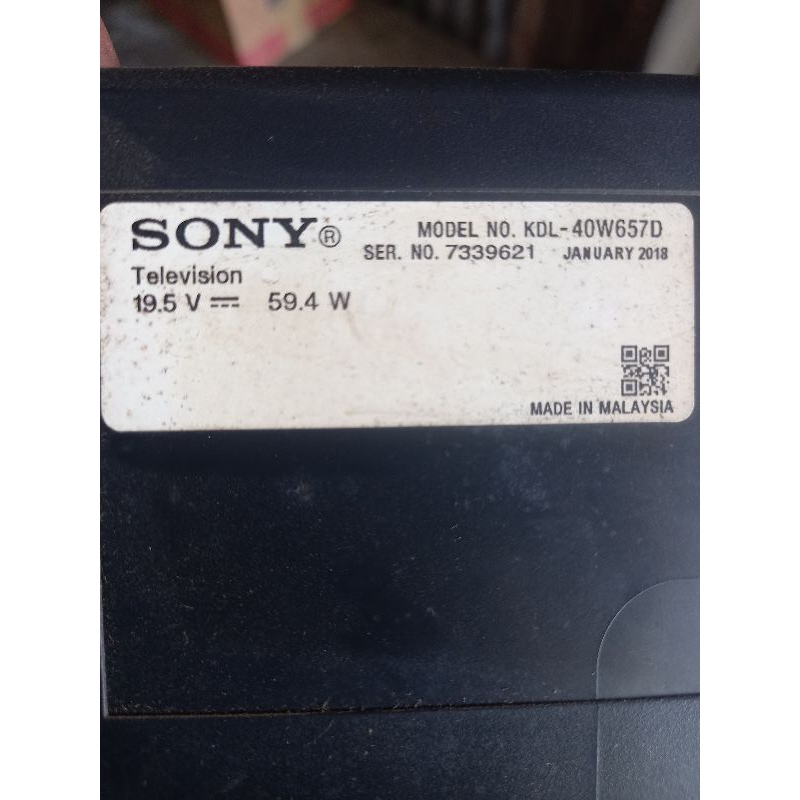 SONY® MODEL NO. KDL-40W657D
SER. NO. 7339621 JANUARY 2018
Television
19.5 V ⎓ 59.4 W
MADE IN MALAYSIA